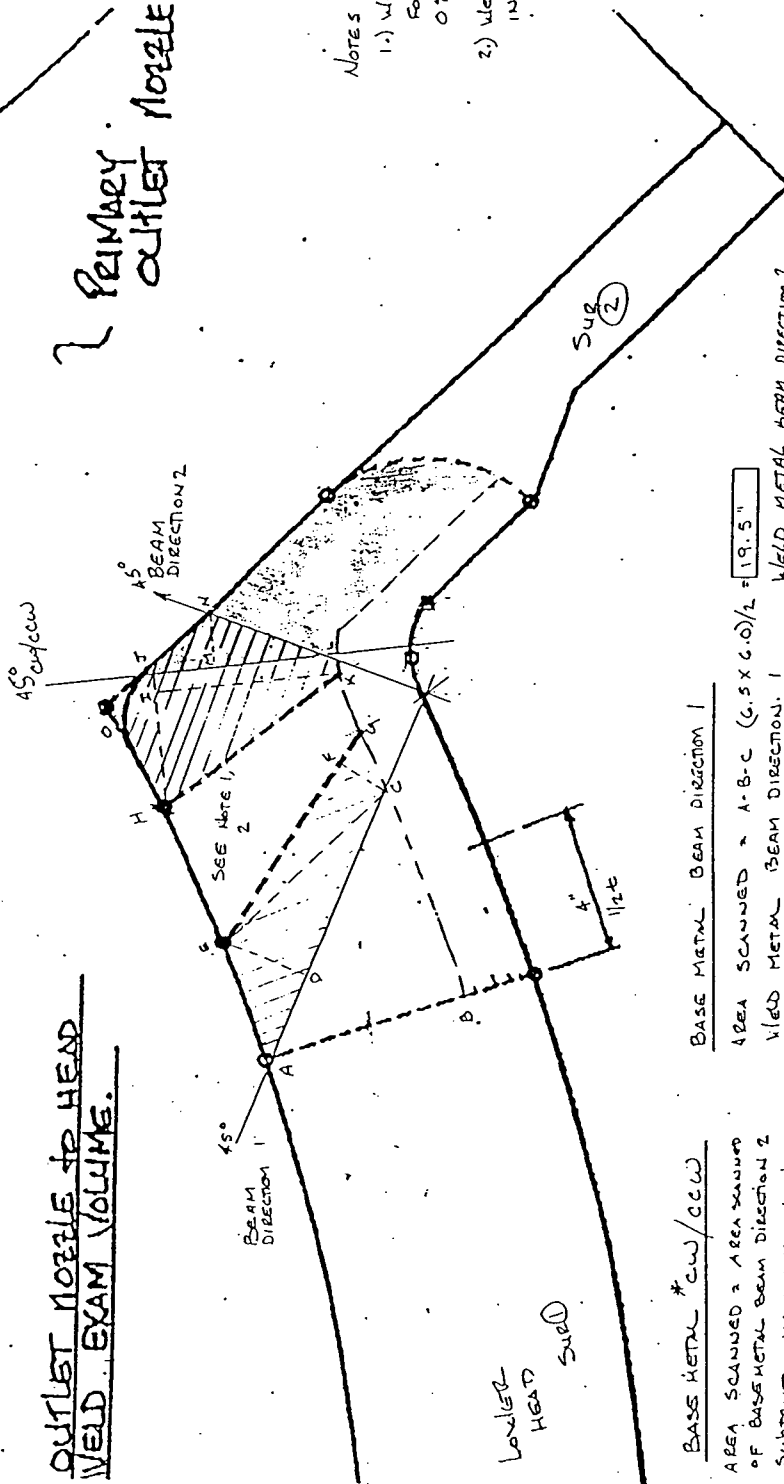 OUTLET NOZZLE TO HEAD
WELD EXAM VOLUME.
} PRIMARY
OUTLET NOZZLE
NOTES
1.)
2.)
45°
BEAM
DIRECTION 1
45° CW/CCW
45°
BEAM
DIRECTION 2
SEE NOTE 1,
2
A
B
C
D
E
F
G
H
I
J
K
L
M
N
O
4"
1/2t
LOWER
HEAD
SUR 1
SUR 2
BASE METAL * CW/CCW
AREA SCANNED = AREA SCANNED
OF BASE METAL BEAM DIRECTION 2
BASE METAL BEAM DIRECTION 1
AREA SCANNED = A-B-C (6.5 X 6.0)/2 = 19.5"
WELD METAL BEAM DIRECTION. 1
WELD METAL BEAM DIRECTION 2